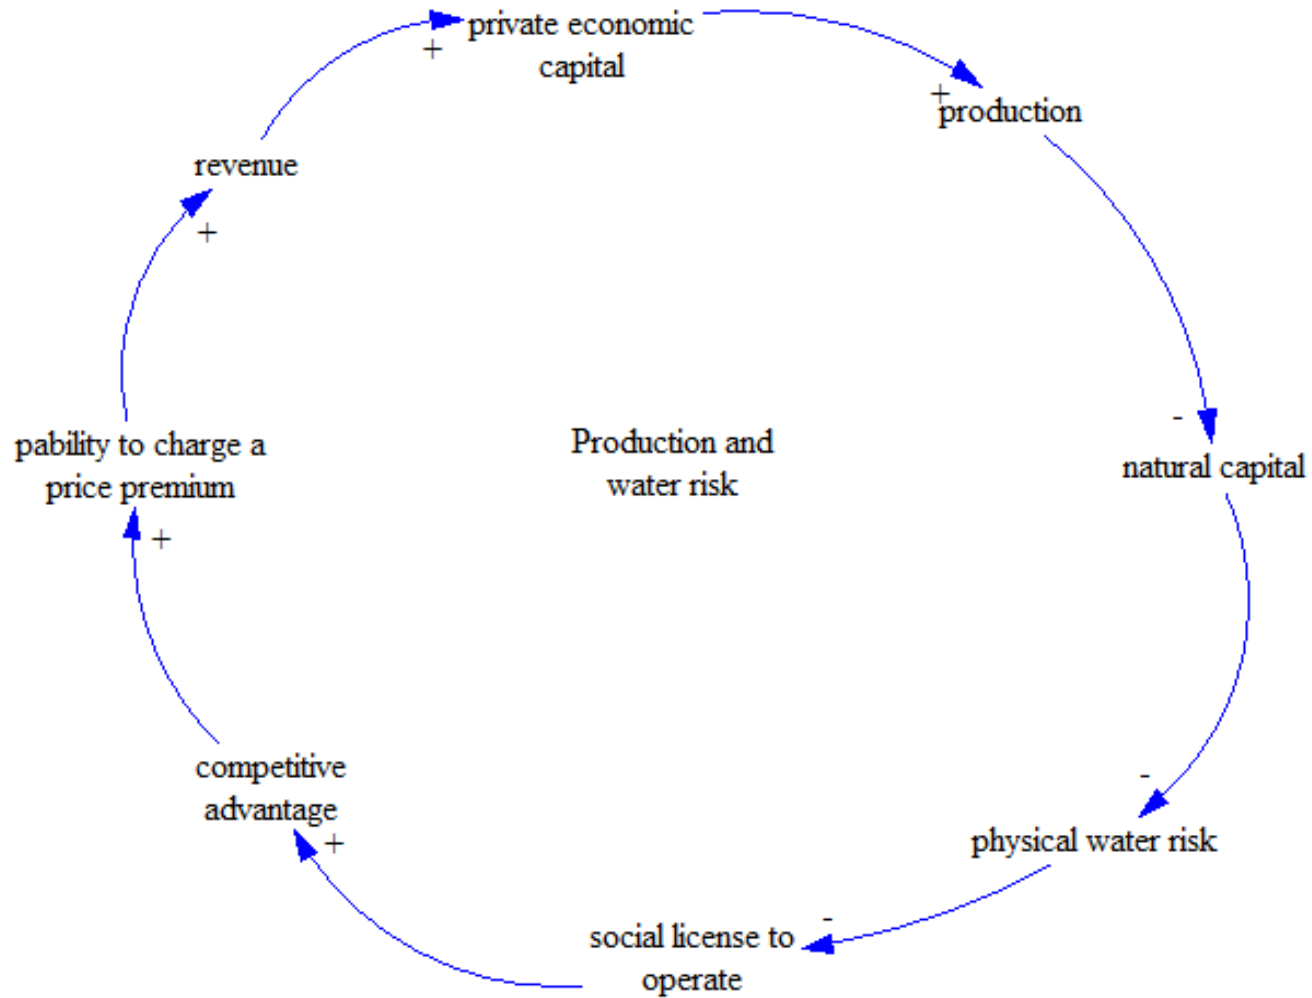 private economic
capital
+
+
production
revenue
+
-
pability to charge a
price premium
Production and
water risk
natural capital
+
-
competitive
advantage
+
physical water risk
-
social license to
operate